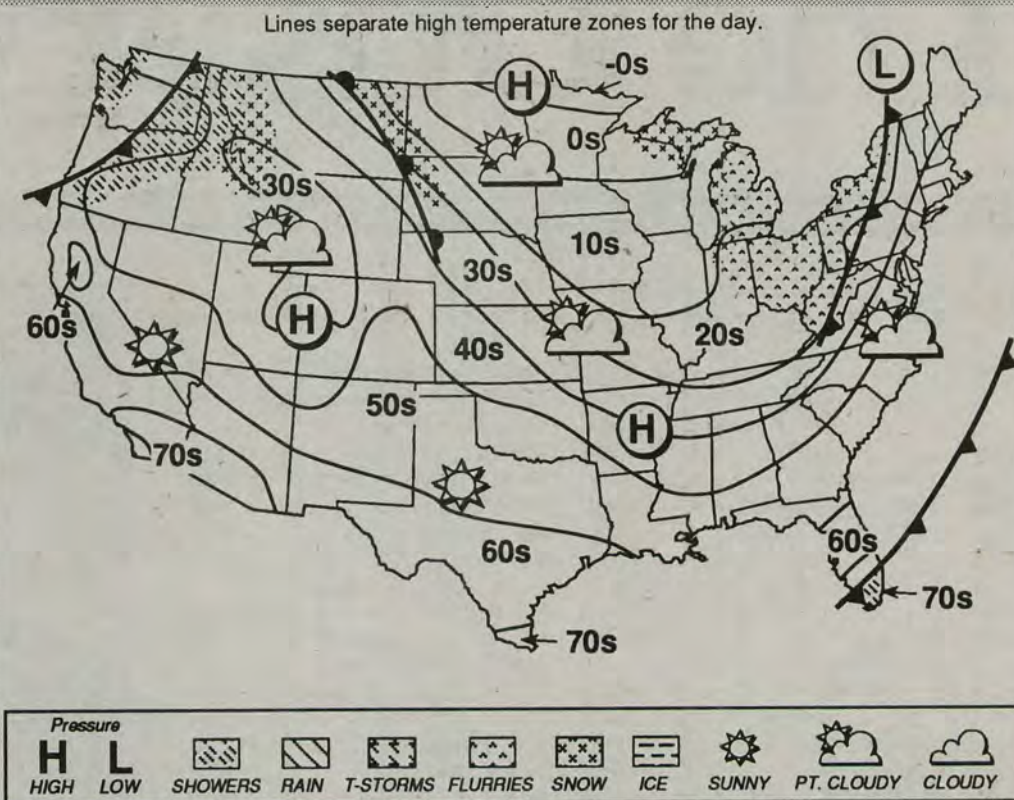 Lines separate high temperature zones for the day.
-0s
L
H
0s
30s
10s
30s
60s
H
20s
40s
50s
H
70s
60s
60s
70s
70s
Pressure
H L
HIGH LOW SHOWERS RAIN T-STORMS FLURRIES SNOW ICE SUNNY PT. CLOUDY CLOUDY